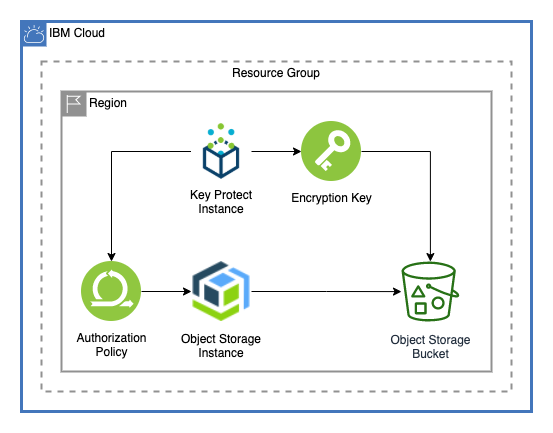 IBM Cloud
Resource Group
Region
Key Protect
Instance
Encryption Key
Authorization
Policy
Object Storage
Instance
Object Storage
Bucket